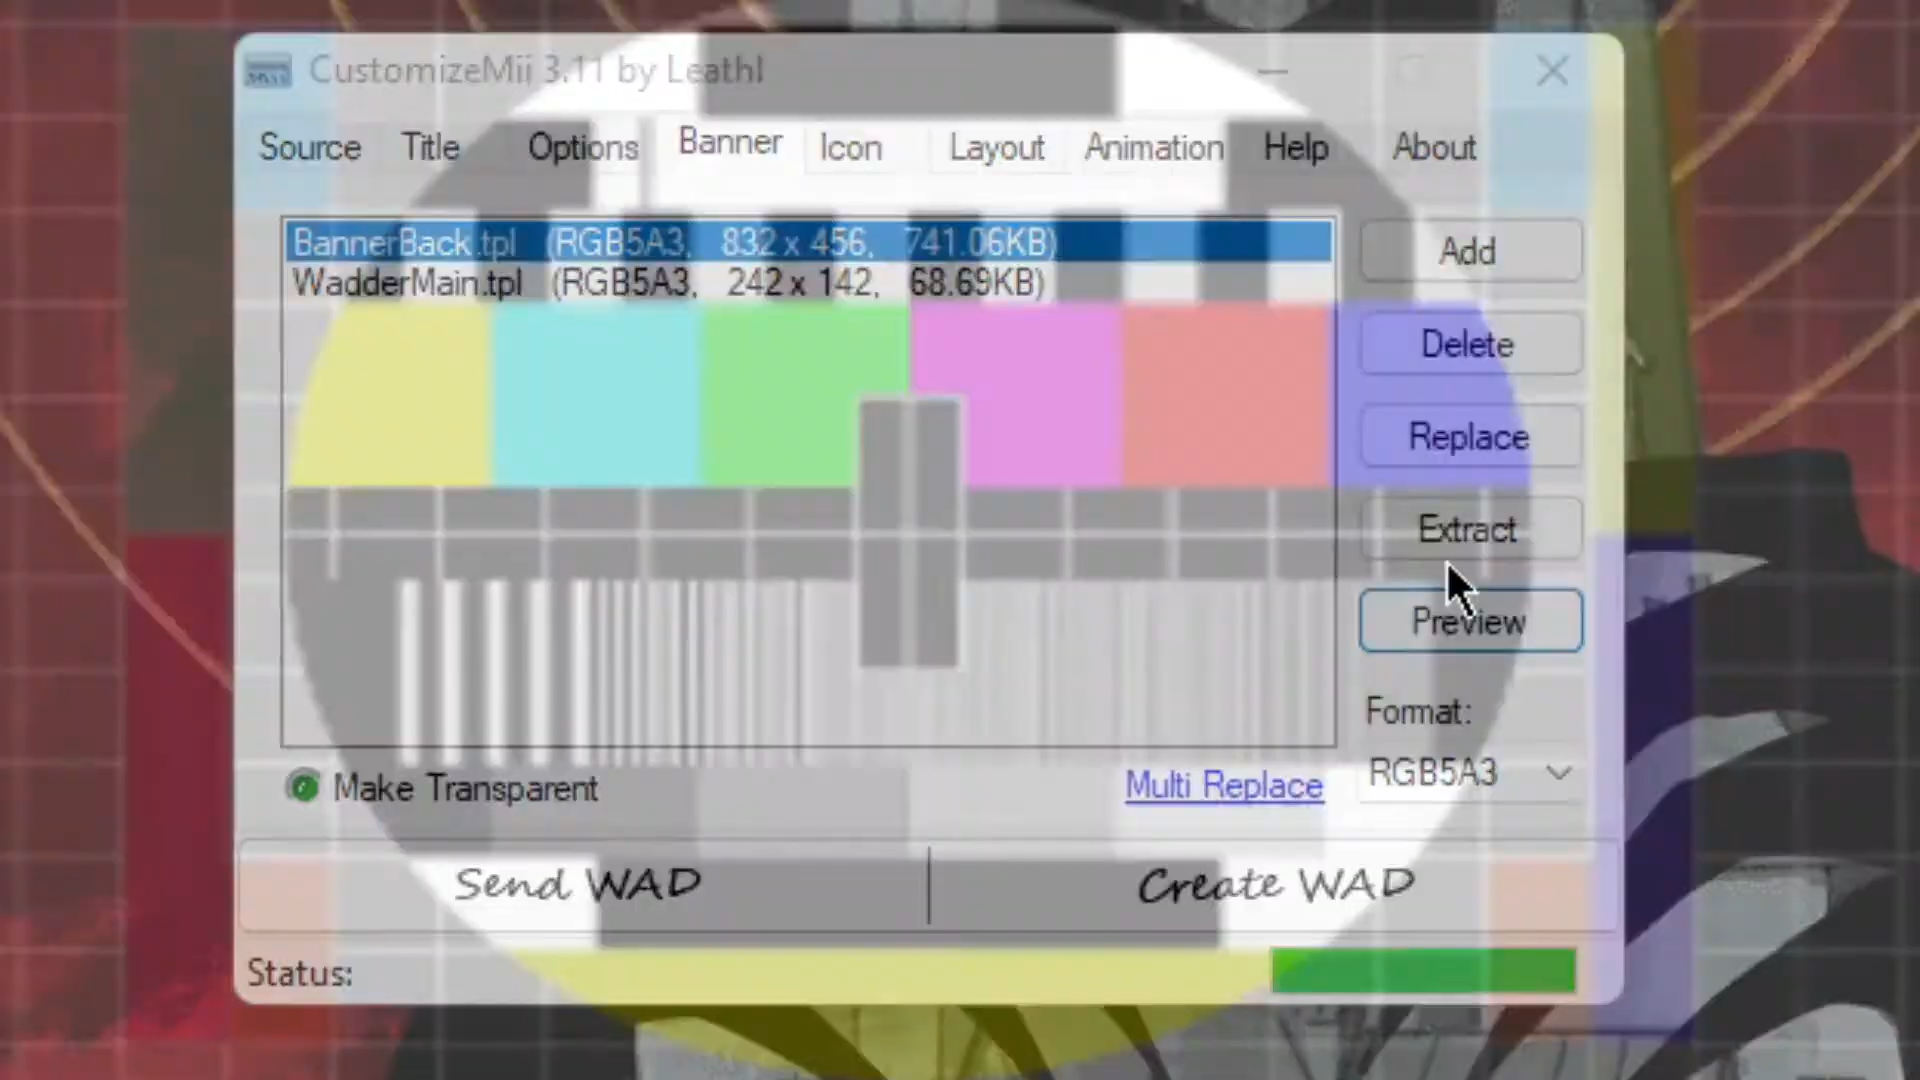 CustomizeMii 3.11 by Leathl
Source Title Options Banner Icon Layout Animation Help About
BannerBack.tpl (RGB5A3, 832 x 456, 741.06KB)
WadderMain.tpl (RGB5A3, 242 x 142, 68.69KB)
Add
Delete
Replace
Extract
Preview
Format:
RGB5A3
Make Transparent
Multi Replace
Send WAD
Create WAD
Status: